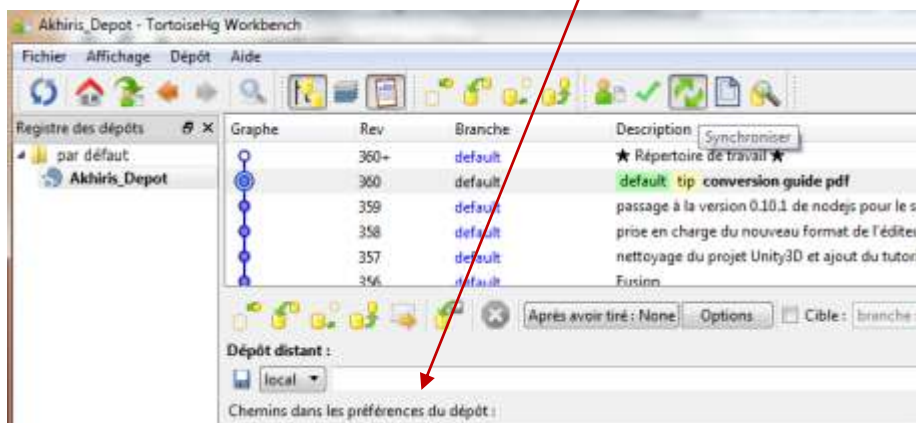 Akhiris_Depot - TortoiseHg Workbench
Fichier Affichage Dépôt Aide
Registre des dépôts
par défaut
Akhiris_Depot
Graphe Rev Branche Description
Synchroniser
360+ default ★ Répertoire de travail ★
360 default default tip conversion guide pdf
359 default passage à la version 0.10.1 de nodejs pour le s
358 default prise en charge du nouveau format de l'éditeu
357 default nettoyage du projet Unity3D et ajout du tutor
356 default Fusion
Après avoir tiré : None Options Cible : branche :
Dépôt distant :
local
Chemins dans les préférences du dépôt :